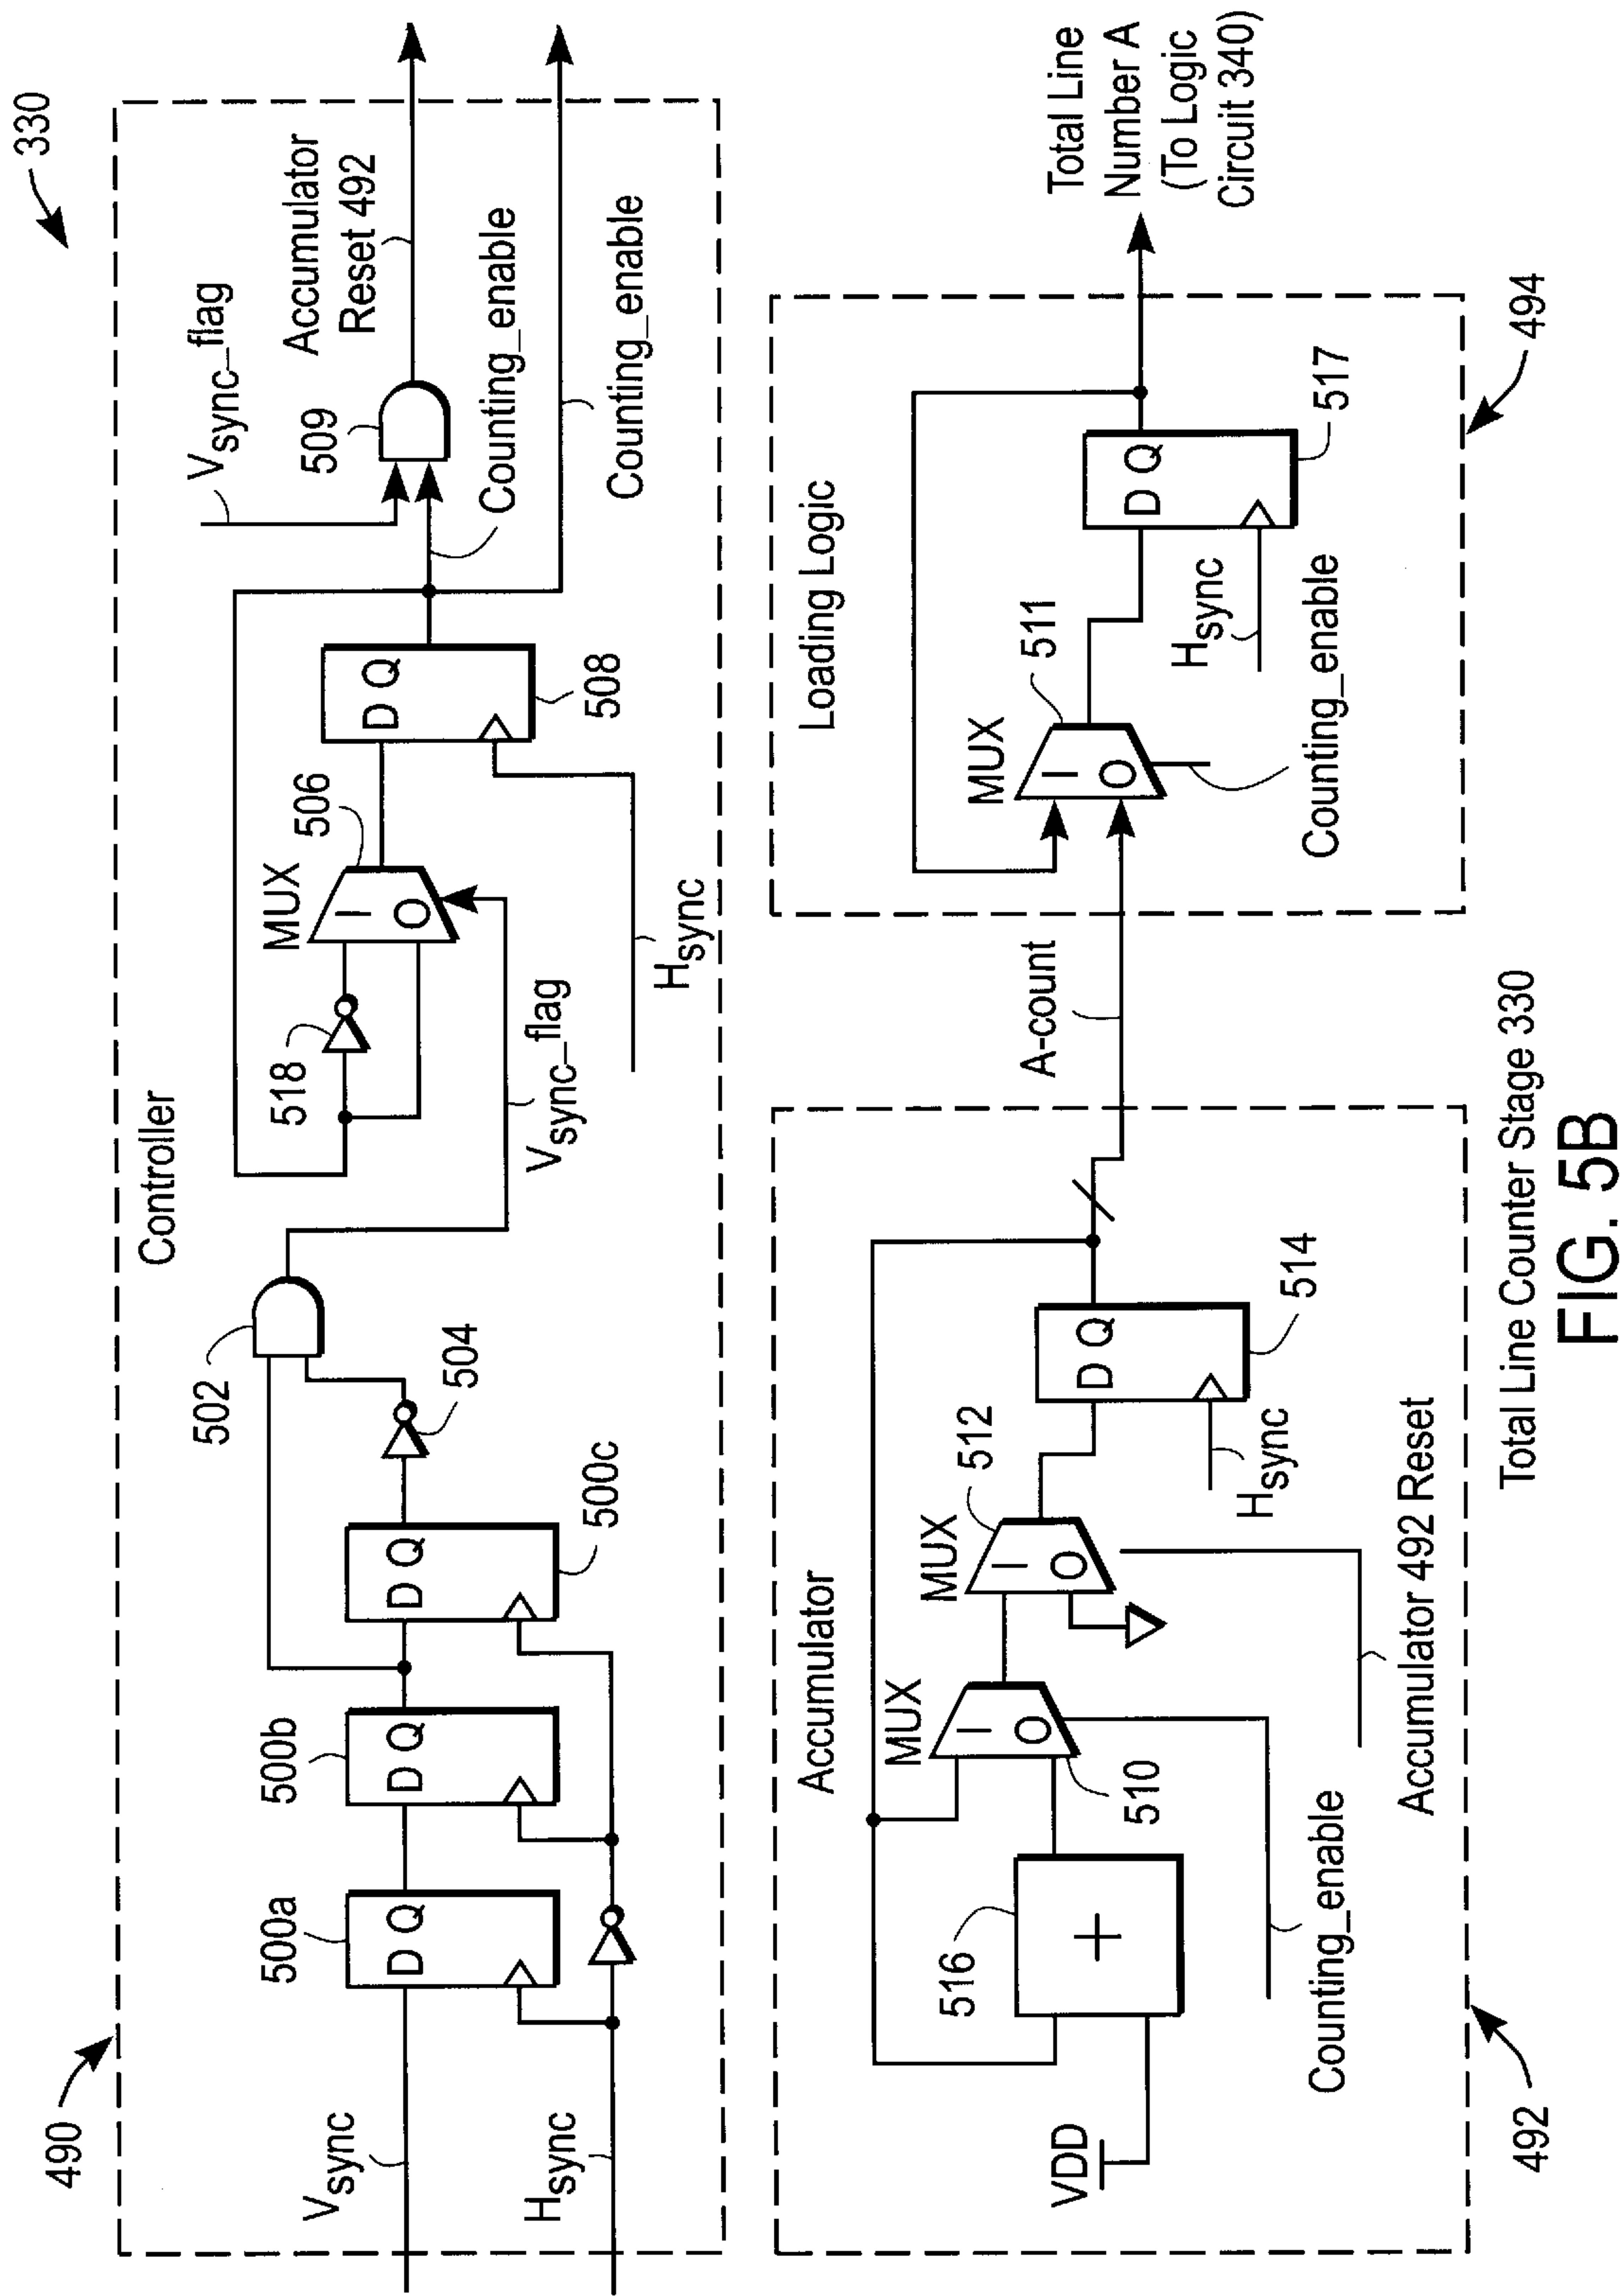 330
490
Controller
Vsync
Hsync
500a
D Q
500b
D Q
500c
D Q
502
504
Vsync_flag
518
MUX
I
O
506
D Q
508
Hsync
Vsync_flag
509
Accumulator
Reset 492
Counting_enable
Counting_enable
Accumulator
VDD
516
+
MUX
I
O
510
Counting_enable
MUX
I
O
512
Accumulator 492 Reset
D Q
514
Hsync
492
A-count
Loading Logic
MUX
I
O
511
Counting_enable
D Q
517
Hsync
494
Total Line
Number A
(To Logic
Circuit 340)
Total Line Counter Stage 330
FIG. 5B